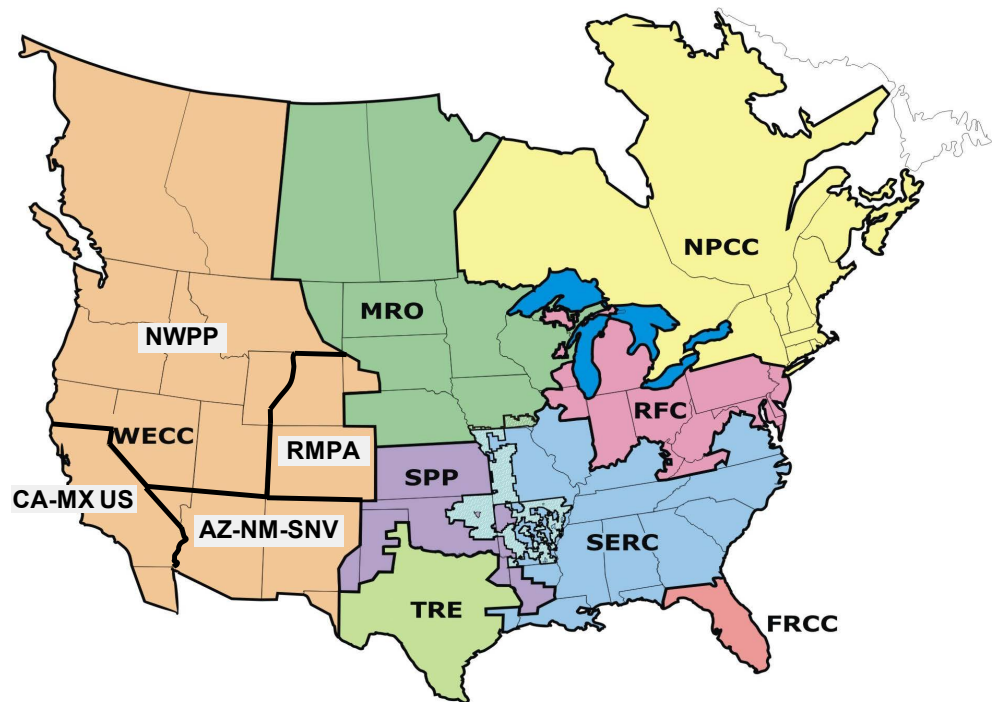 NPCC
MRO
NWPP
RFC
WECC
RMPA
SPP
CA-MX US
AZ-NM-SNV
SERC
TRE
FRCC